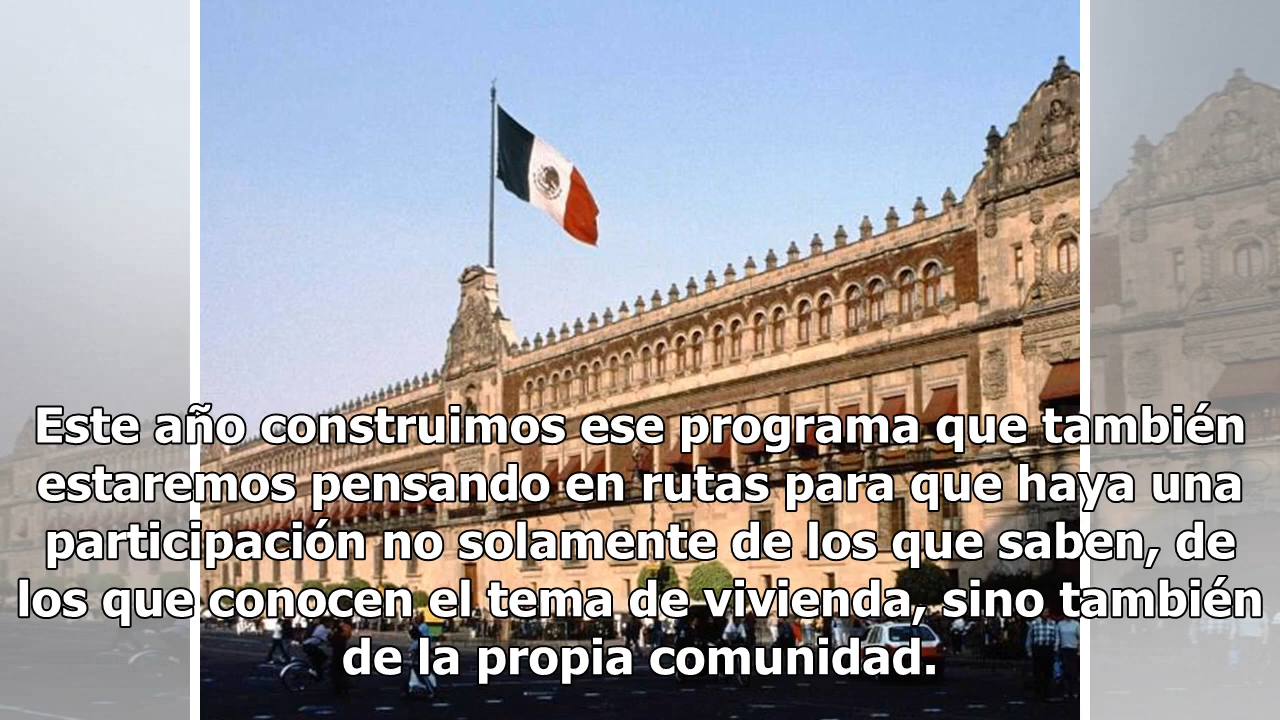 Este año construimos ese programa que también
estaremos pensando en rutas para que haya una
participación no solamente de los que saben, de
los que conocen el tema de vivienda, sino también
de la propia comunidad.